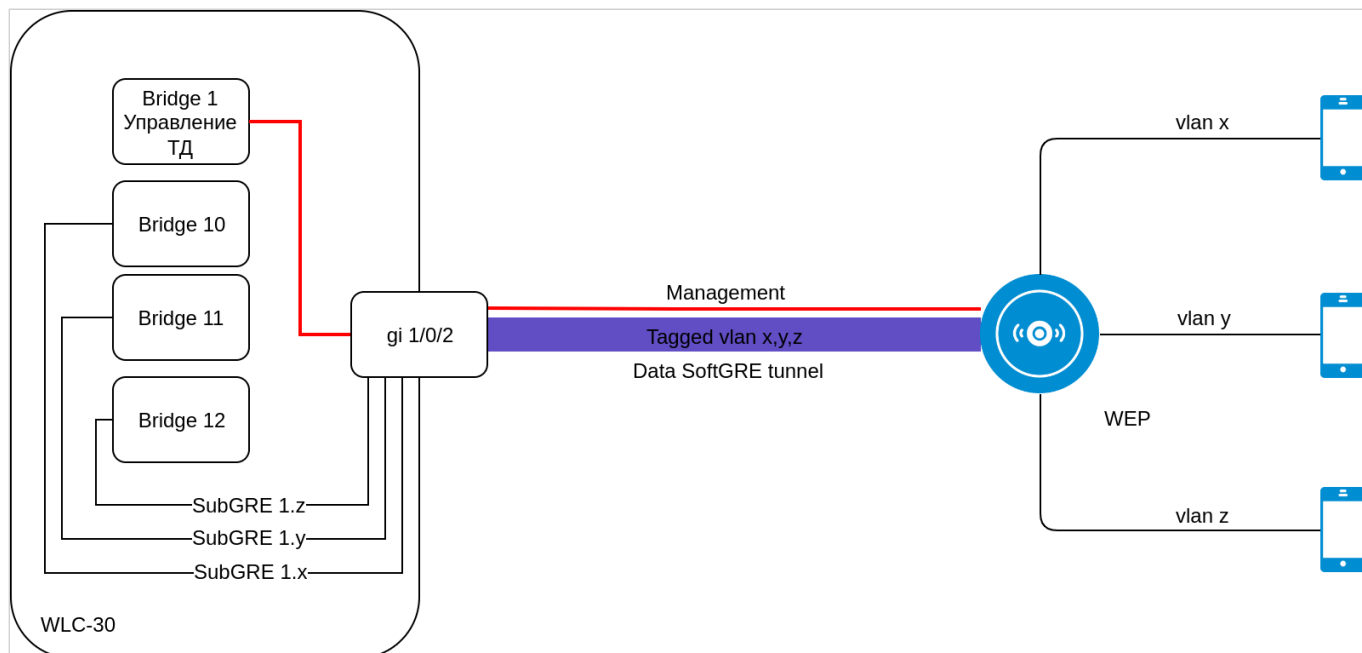 Bridge 1
Управление
ТД
Bridge 10
Bridge 11
Bridge 12
SubGRE 1.z
SubGRE 1.y
SubGRE 1.x
WLC-30
gi 1/0/2
Management
Tagged vlan x,y,z
Data SoftGRE tunnel
WEP
vlan x
vlan y
vlan z